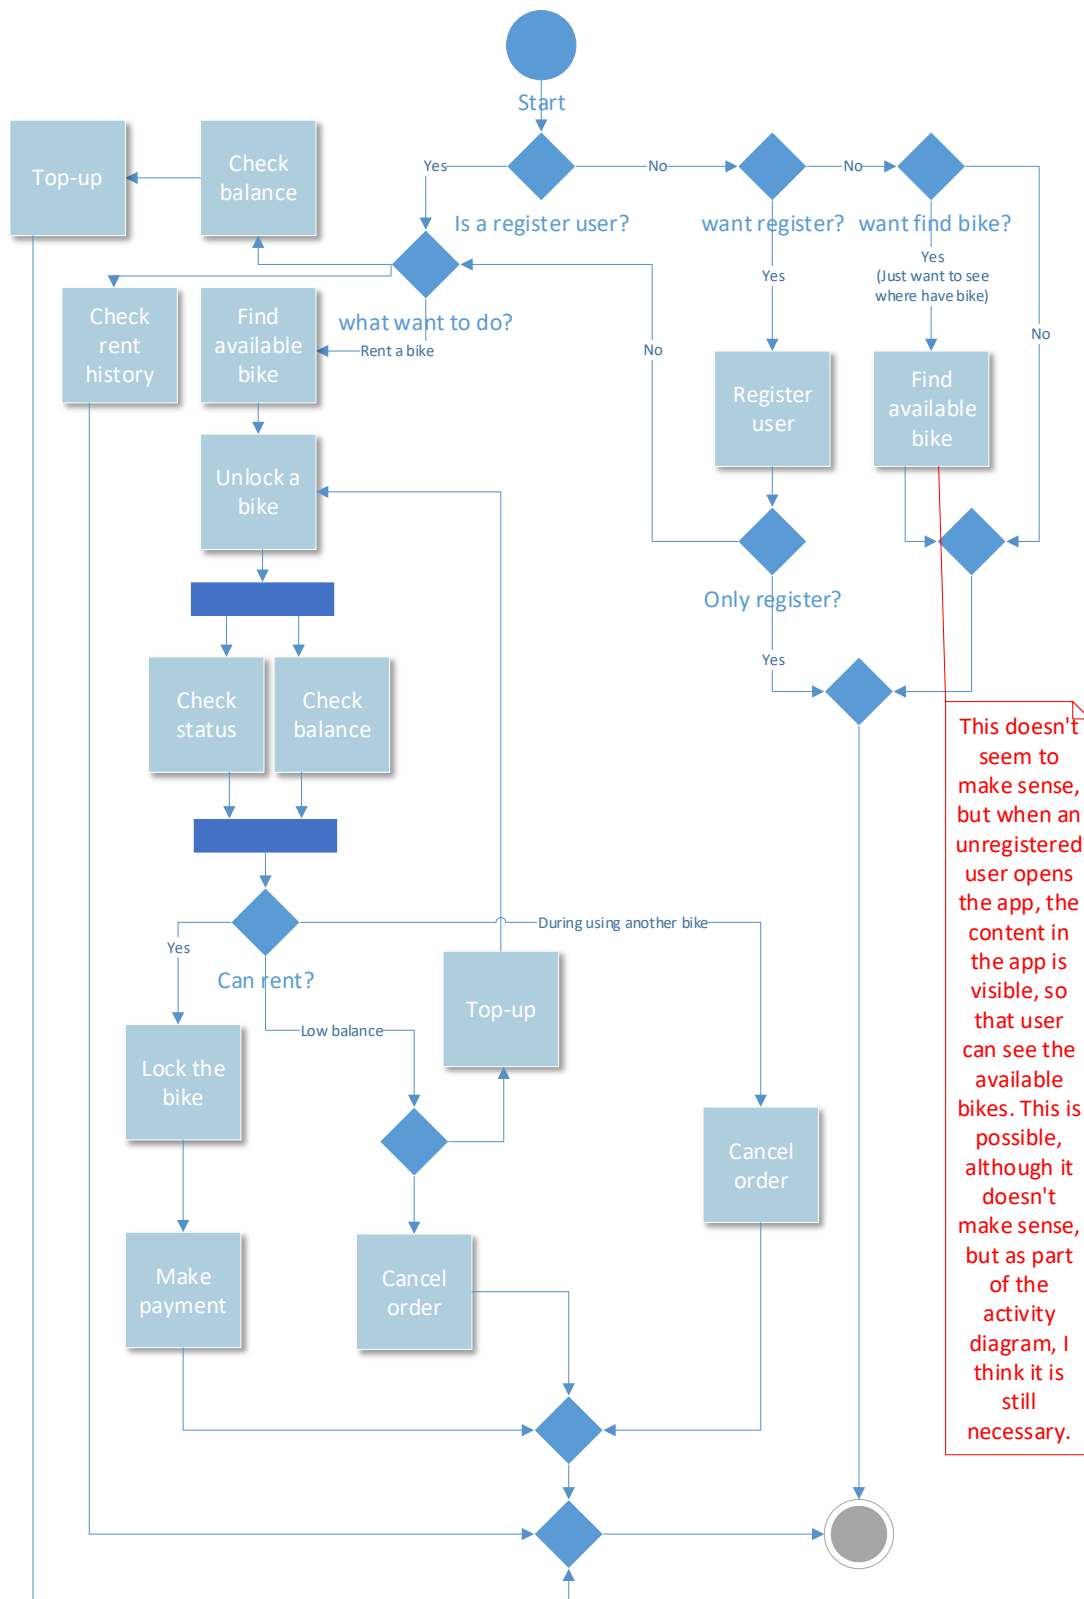 Start
Top-up
Check
balance
Yes
No
No
Is a register user?
want register?
want find bike?
Yes
(Just want to see
where have bike)
Yes
Check
rent
history
Find
available
bike
what want to do?
Rent a bike
No
No
Register
user
Find
available
bike
Unlock a
bike
Only register?
Yes
Check
status
Check
balance
This doesn't
seem to
make sense,
but when an
unregistered
user opens
the app, the
content in
the app is
visible, so
that user
can see the
available
bikes. This is
possible,
although it
doesn't
make sense,
but as part
of the
activity
diagram, I
think it is
still
necessary.
During using another bike
Yes
Can rent?
Top-up
Low balance
Lock the
bike
Cancel
order
Make
payment
Cancel
order